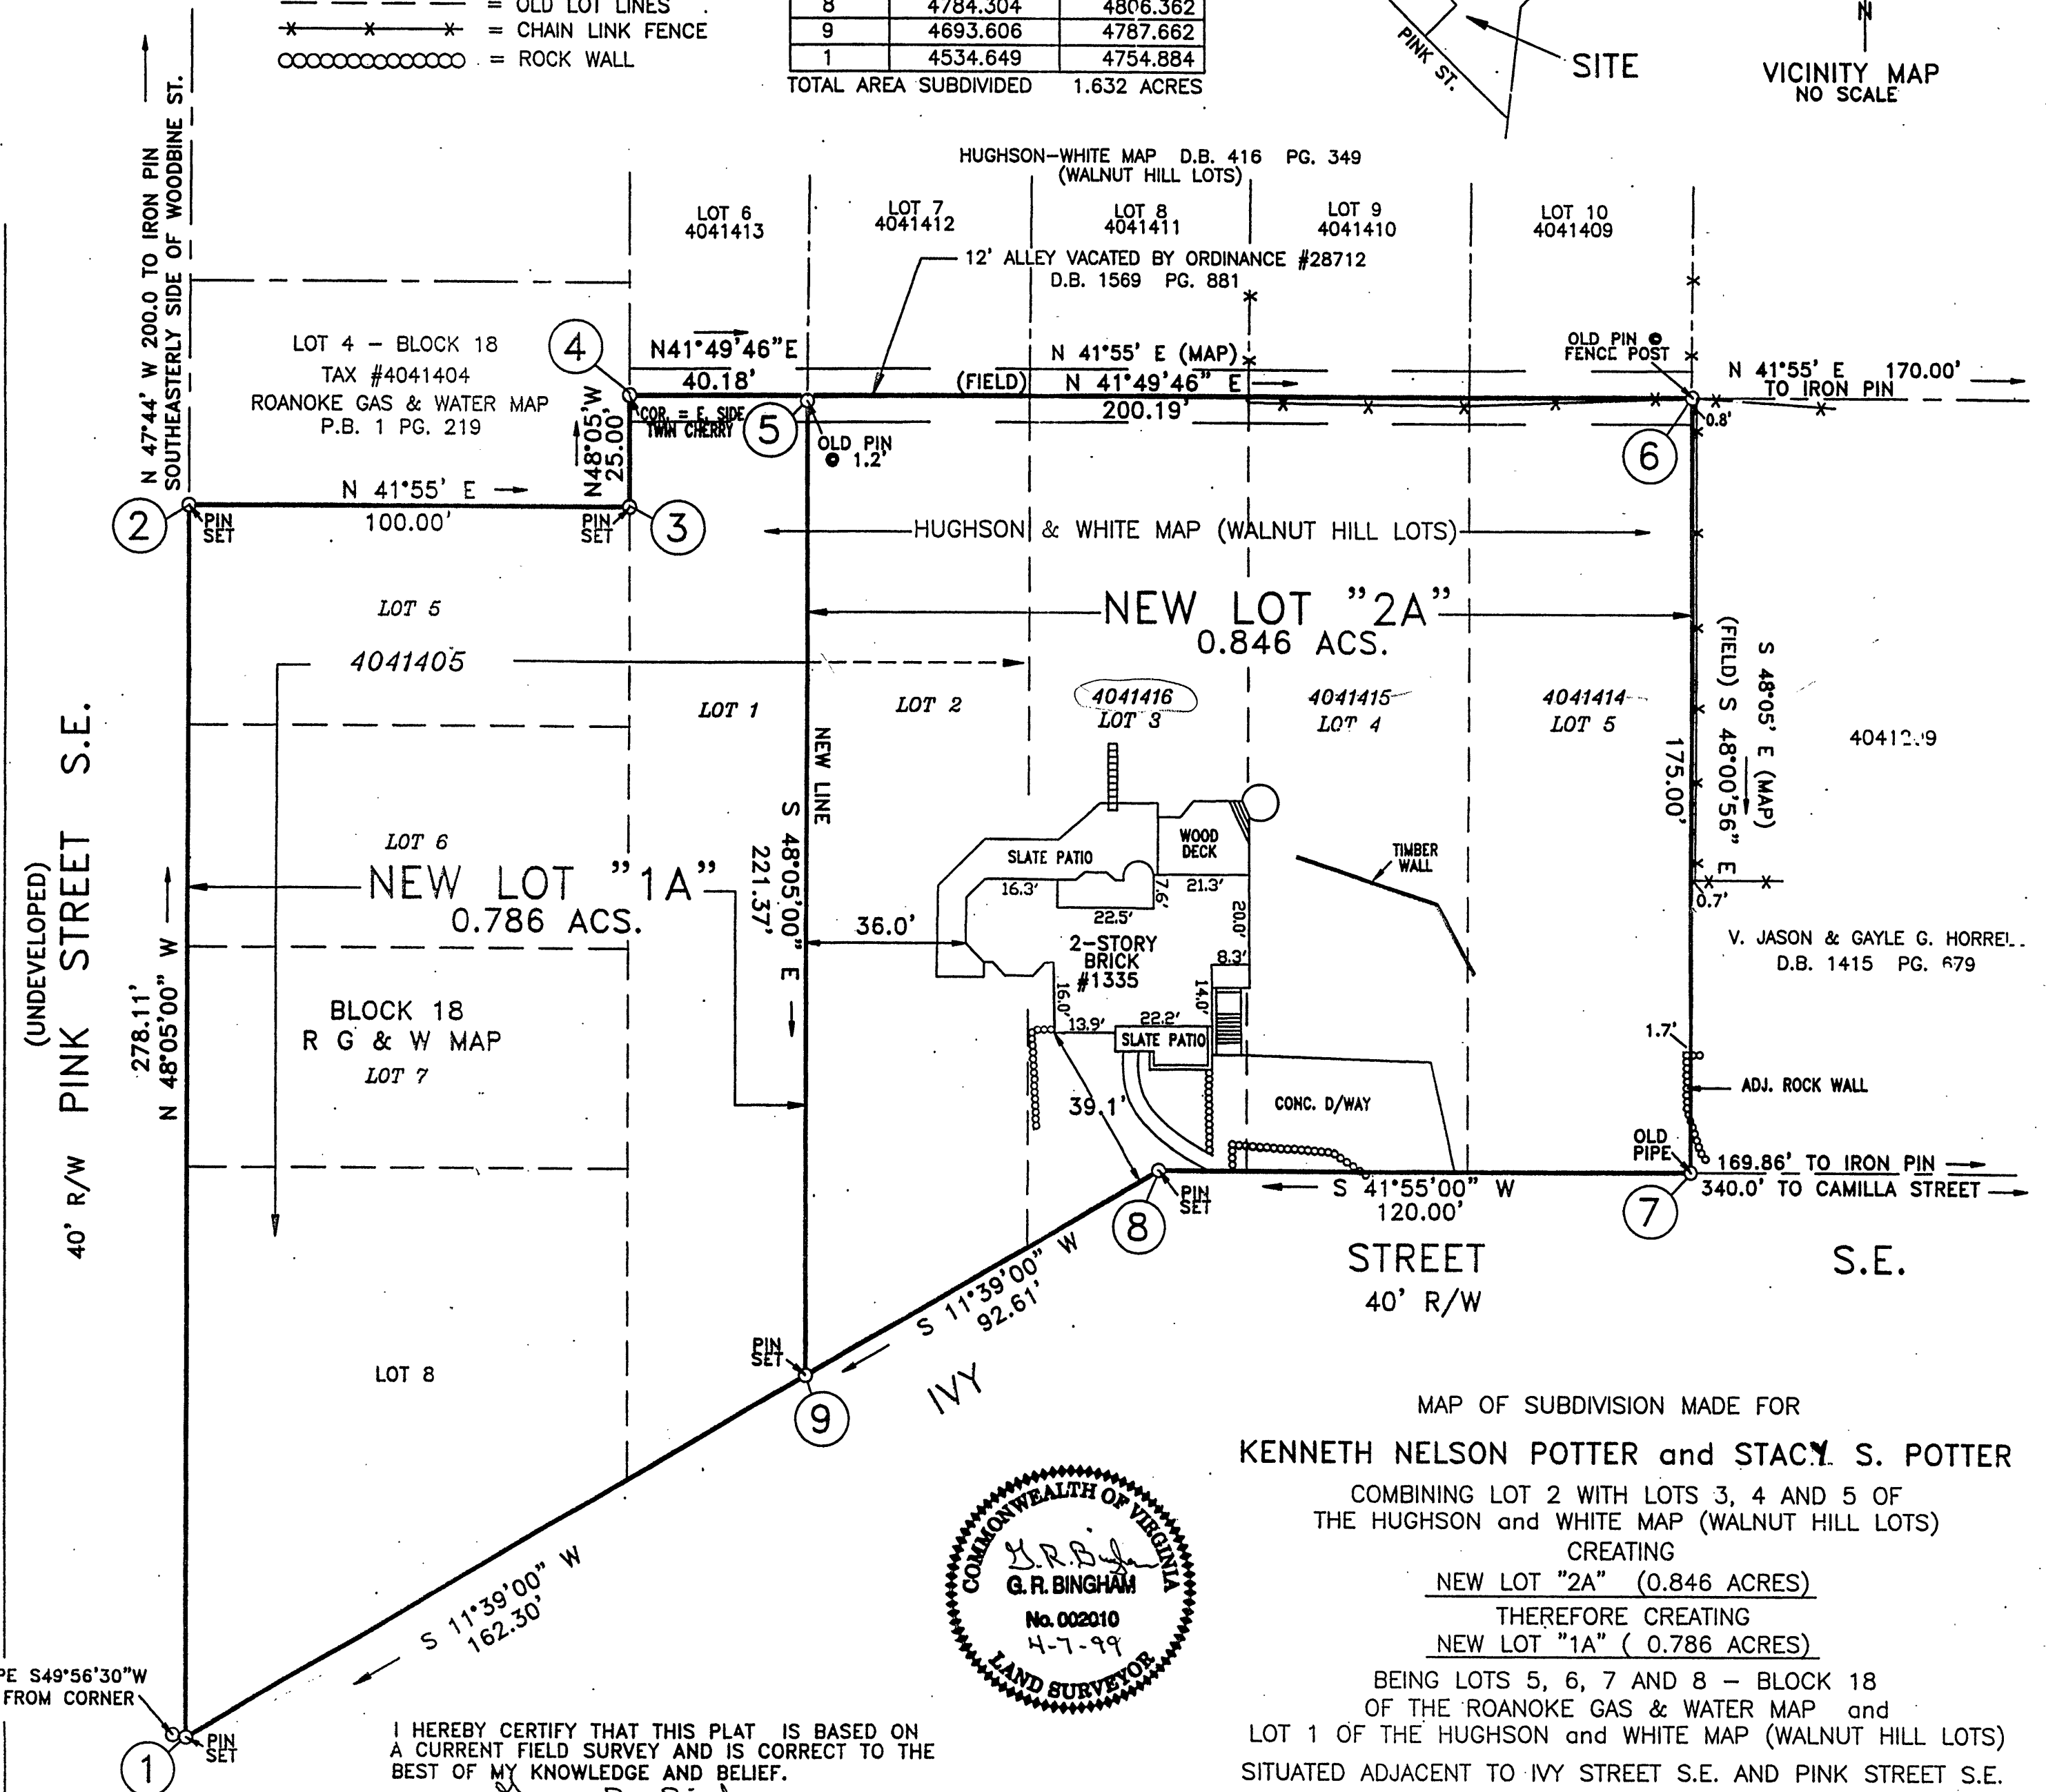 = OLD LOT LINES
= CHAIN LINK FENCE
= ROCK WALL
8 4784.304 4806.362
9 4693.606 4787.662
1 4534.649 4754.884
TOTAL AREA SUBDIVIDED 1.632 ACRES
PINK ST.
SITE
N
VICINITY MAP
NO SCALE
HUGHSON-WHITE MAP D.B. 416 PG. 349
(WALNUT HILL LOTS)
LOT 6
4041413
LOT 7
4041412
LOT 8
4041411
LOT 9
4041410
LOT 10
4041409
12' ALLEY VACATED BY ORDINANCE #28712
D.B. 1569 PG. 881
N 47°44' W 200.0 TO IRON PIN
SOUTHEASTERLY SIDE OF WOODBINE ST.
LOT 4 - BLOCK 18
TAX #4041404
ROANOKE GAS & WATER MAP
P.B. 1 PG. 219
4
N41°49'46"E
40.18'
N 41°55' E (MAP)
(FIELD) N 41°49'46" E
200.19'
OLD PIN @
FENCE POST
N 41°55' E 170.00'
TO IRON PIN
0.8'
COR. = E. SIDE
TWIN CHERRY
N48°05'W
25.00'
5
OLD PIN
@ 1.2'
6
N 41°55' E
100.00'
2
PIN
SET
PIN
SET
3
HUGHSON & WHITE MAP (WALNUT HILL LOTS)
LOT 5
4041405
NEW LOT "2A"
0.846 ACS.
LOT 1
LOT 2
4041416
LOT 3
4041415
LOT 4
4041414
LOT 5
175.00'
(FIELD) S 48°00'56" E
S 48°05' E (MAP)
NEW LINE
S 48°05'00" E
221.37'
LOT 6
NEW LOT "1A"
0.786 ACS.
36.0'
SLATE PATIO
WOOD
DECK
TIMBER
WALL
16.3'
7.6'
21.3'
22.5'
20.0'
2-STORY
BRICK
#1335
8.3'
16.0'
14.0'
13.9'
22.2'
SLATE PATIO
39.1'
CONC. D/WAY
0.7'
V. JASON & GAYLE G.
D.B. 1415 PG. 679
1.7'
ADJ. ROCK WALL
OLD
PIPE
169.86' TO IRON PIN
340.0' TO CAMILLA STREET
7
(UNDEVELOPED)
40' R/W PINK STREET S.E.
278.11'
N 48°05'00" W
BLOCK 18
R G & W MAP
LOT 7
LOT 8
PIN
SET
8
S 41°55'00" W
120.00'
STREET S.E.
40' R/W
S 11°39'00" W
92.61'
PIN
SET
9
IVY
S 11°39'00" W
162.30'
S49°56'30"W
FROM CORNER
1
PIN
SET
COMMONWEALTH OF VIRGINIA
G.R. Bingham
G. R. BINGHAM
No. 002010
4-7-99
LAND SURVEYOR
MAP OF SUBDIVISION MADE FOR
KENNETH NELSON POTTER and STACY S. POTTER
COMBINING LOT 2 WITH LOTS 3, 4 AND 5 OF
THE HUGHSON and WHITE MAP (WALNUT HILL LOTS)
CREATING
NEW LOT "2A" (0.846 ACRES)
THEREFORE CREATING
NEW LOT "1A" ( 0.786 ACRES)
BEING LOTS 5, 6, 7 AND 8 - BLOCK 18
OF THE ROANOKE GAS & WATER MAP and
LOT 1 OF THE HUGHSON and WHITE MAP (WALNUT HILL LOTS)
SITUATED ADJACENT TO IVY STREET S.E. AND PINK STREET S.E.
I HEREBY CERTIFY THAT THIS PLAT IS BASED ON
A CURRENT FIELD SURVEY AND IS CORRECT TO THE
BEST OF MY KNOWLEDGE AND BELIEF.